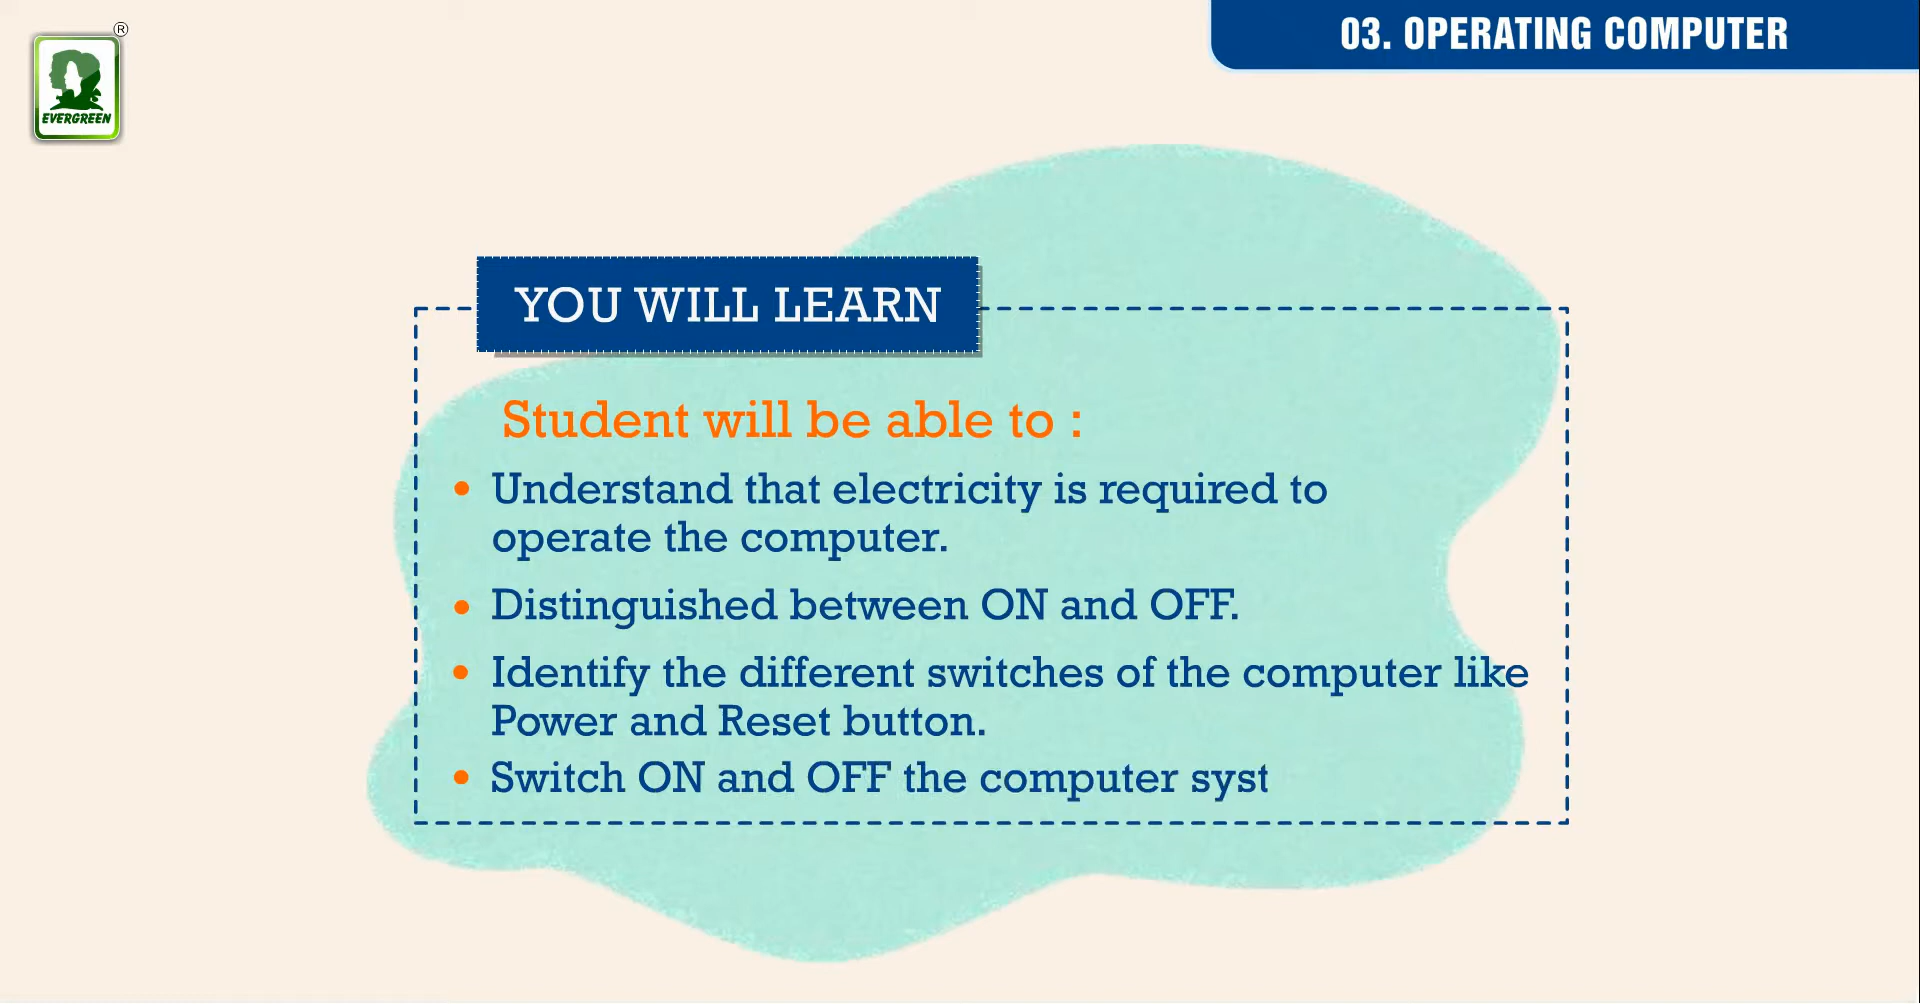 ®
EVERGREEN
03. OPERATING COMPUTER
YOU WILL LEARN
Student will be able to :
• Understand that electricity is required to
operate the computer.
• Distinguished between ON and OFF.
• Identify the different switches of the computer like
Power and Reset button.
• Switch ON and OFF the computer syst